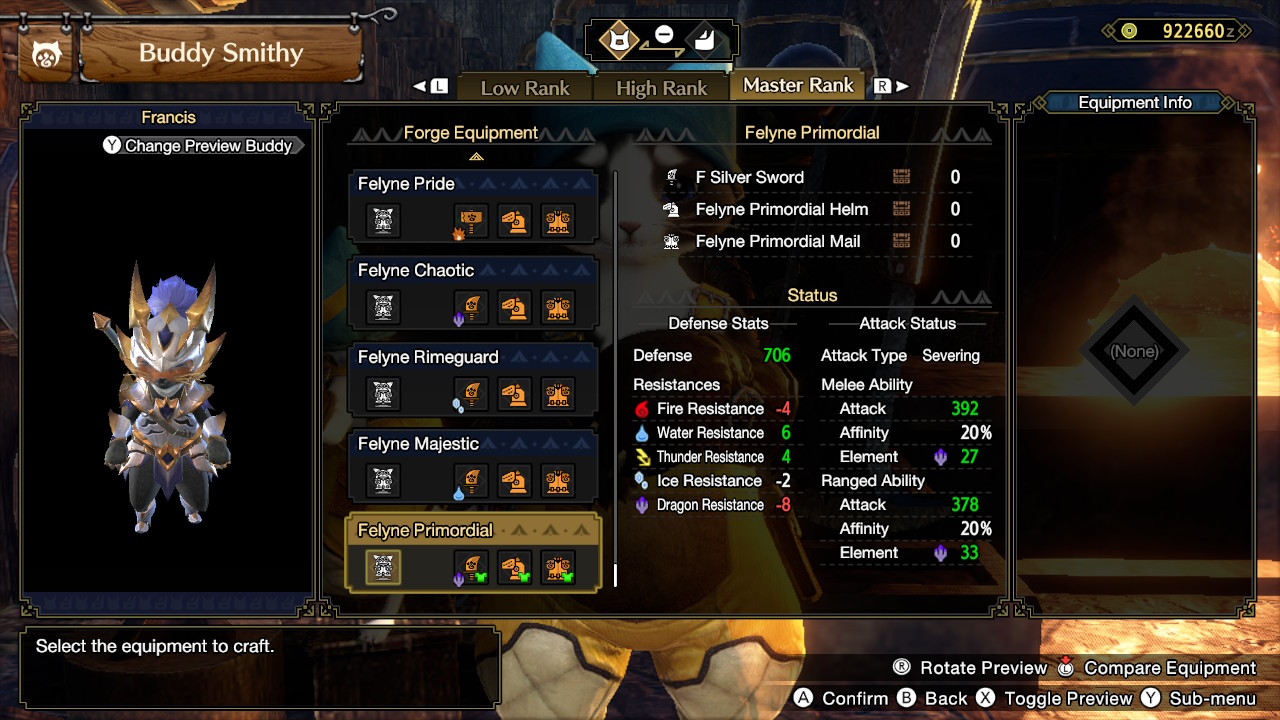 Buddy Smithy
922660z
L Low Rank High Rank Master Rank R
Francis
Y Change Preview Buddy
Forge Equipment
Felyne Pride
Felyne Chaotic
Felyne Rimeguard
Felyne Majestic
Felyne Primordial
Felyne Primordial
F Silver Sword 0
Felyne Primordial Helm 0
Felyne Primordial Mail 0
Status
Defense Stats
Defense 706
Resistances
Fire Resistance -4
Water Resistance 6
Thunder Resistance 4
Ice Resistance -2
Dragon Resistance -8
Attack Status
Attack Type Severing
Melee Ability
Attack 392
Affinity 20%
Element 27
Ranged Ability
Attack 378
Affinity 20%
Element 33
Equipment Info
(None)
Select the equipment to craft.
R Rotate Preview L Compare Equipment
A Confirm B Back X Toggle Preview Y Sub-menu